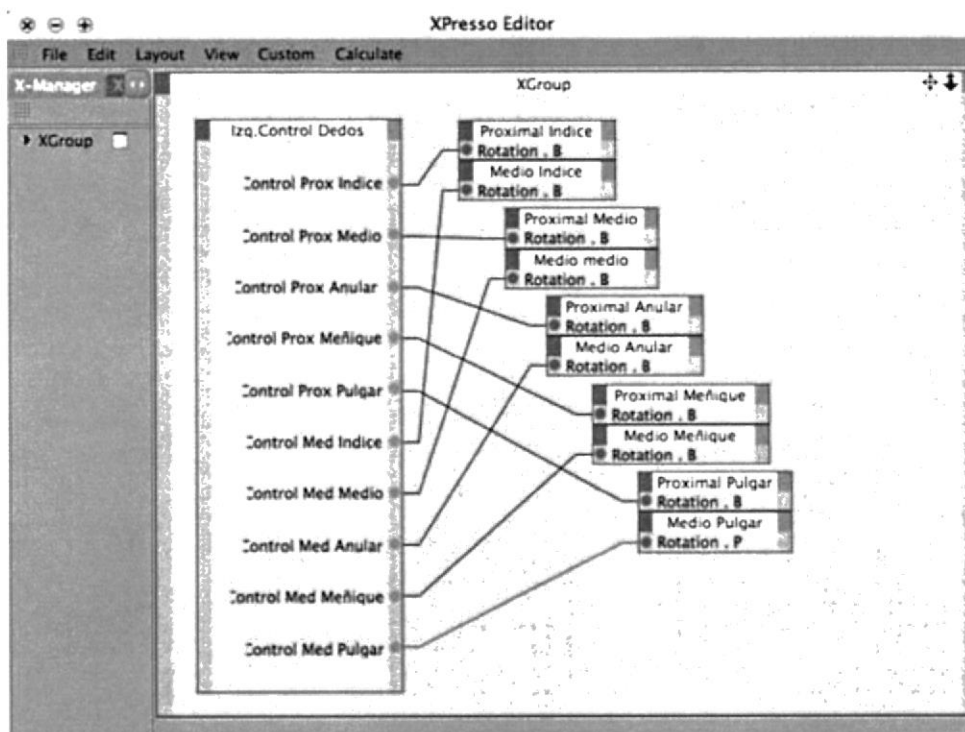 XPresso Editor
File Edit Layout View Custom Calculate
X-Manager X
XGroup
XGroup
Izq.Control Dedos
Control Prox Indice
Control Prox Medio
Control Prox Anular
Control Prox Meñique
Control Prox Pulgar
Control Med Indice
Control Med Medio
Control Med Anular
Control Med Meñique
Control Med Pulgar
Proximal Indice
Rotation . B
Medio Indice
Rotation . B
Proximal Medio
Rotation . B
Medio medio
Rotation . B
Proximal Anular
Rotation . B
Medio Anular
Rotation . B
Proximal Meñique
Rotation . B
Medio Meñique
Rotation . B
Proximal Pulgar
Rotation . B
Medio Pulgar
Rotation . P